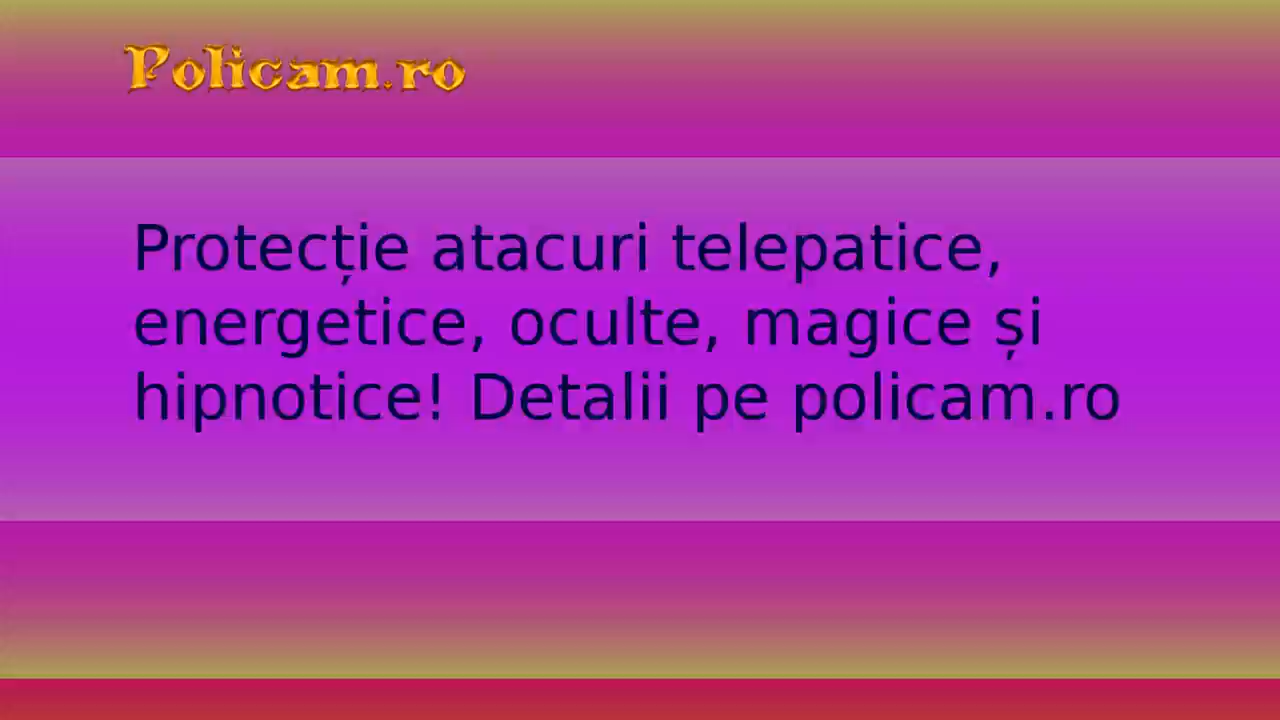 Policam.ro
Protecție atacuri telepatice,
energetice, oculte, magice și
hipnotice! Detalii pe policam.ro